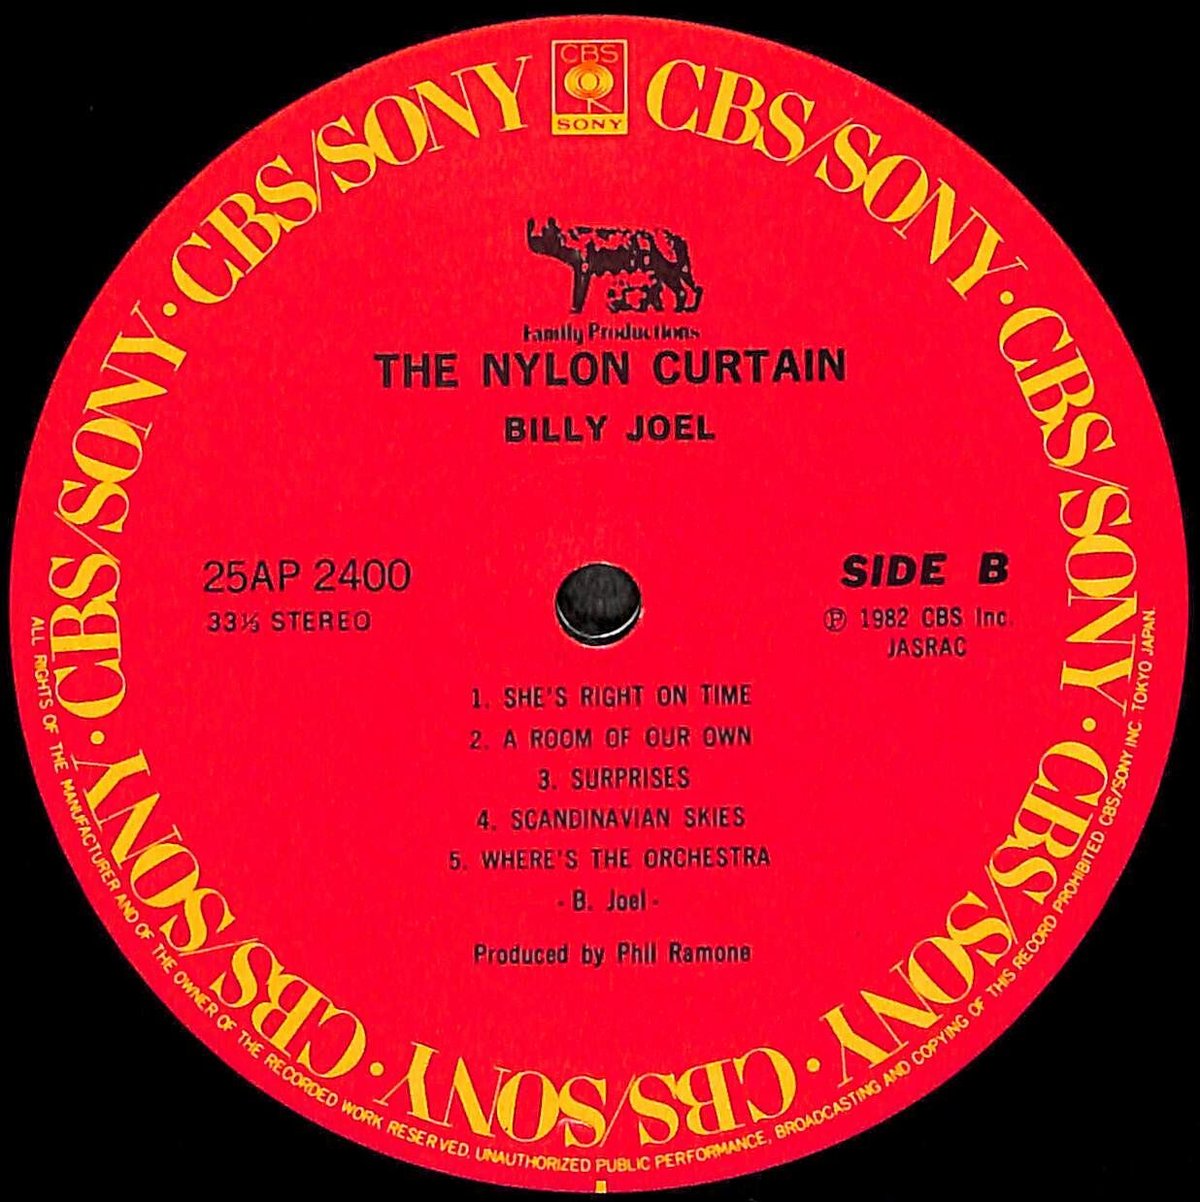 CBS
SONY
CBS/SONY · CBS/SONY · CBS/SONY · CBS/SONY · CBS/SONY · CBS/SONY · CBS/SONY
Family Productions
THE NYLON CURTAIN
BILLY JOEL
25AP 2400
33⅓ STEREO
SIDE B
Ⓟ 1982 CBS Inc.
JASRAC
1. SHE'S RIGHT ON TIME
2. A ROOM OF OUR OWN
3. SURPRISES
4. SCANDINAVIAN SKIES
5. WHERE'S THE ORCHESTRA
- B. Joel -
Produced by Phil Ramone
ALL RIGHTS OF THE MANUFACTURER AND OF THE OWNER OF THE RECORDED WORK RESERVED. UNAUTHORIZED PUBLIC PERFORMANCE, BROADCASTING AND COPYING OF THIS RECORD PROHIBITED CBS/SONY INC. TOKYO JAPAN.